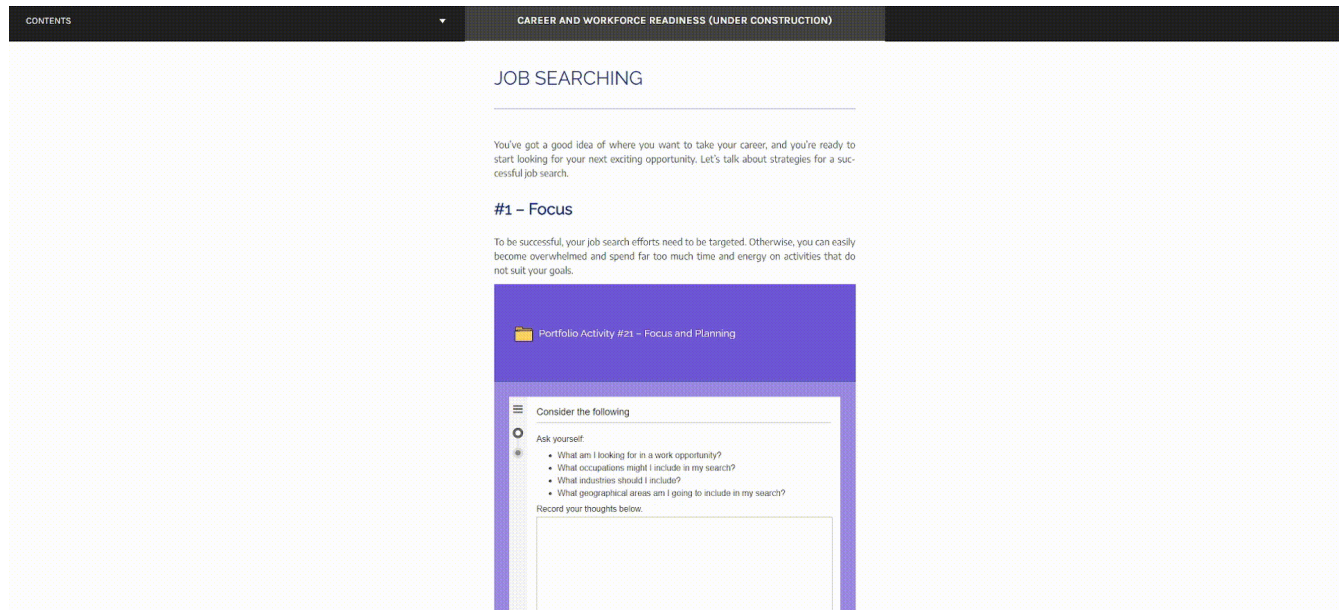 CONTENTS
CAREER AND WORKFORCE READINESS (UNDER CONSTRUCTION)
JOB SEARCHING
You've got a good idea of where you want to take your career, and you're ready to
start looking for your next exciting opportunity. Let's talk about strategies for a suc-
cessful job search.
#1 – Focus
To be successful, your job search efforts need to be targeted. Otherwise, you can easily
become overwhelmed and spend far too much time and energy on activities that do
not suit your goals.
Portfolio Activity #21 – Focus and Planning
Consider the following
Ask yourself:
• What am I looking for in a work opportunity?
• What occupations might I include in my search?
• What industries should I include?
• What geographical areas am I going to include in my search?
Record your thoughts below.